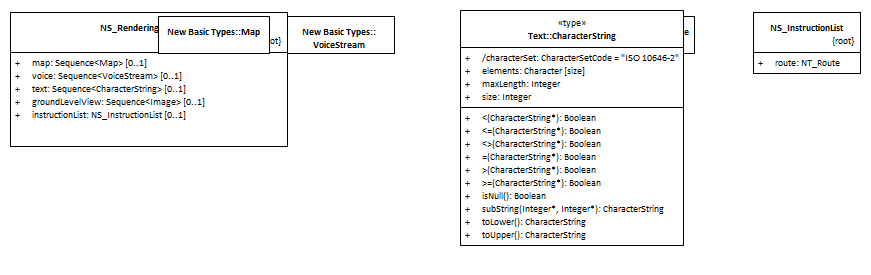 NS_Rendering
ot}
+ map: Sequence<Map> [0..1]
+ voice: Sequence<VoiceStream> [0..1]
+ text: Sequence<CharacterString> [0..1]
+ groundLevelView: Sequence<Image> [0..1]
+ instructionList: NS_InstructionList [0..1]
New Basic Types::Map
New Basic Types::
VoiceStream
«type»
Text::CharacterString
+ /characterSet: CharacterSetCode = "ISO 10646-2"
+ elements: Character [size]
+ maxLength: Integer
+ size: Integer
+ <(CharacterString*): Boolean
+ <=(CharacterString*): Boolean
+ <>(CharacterString*): Boolean
+ =(CharacterString*): Boolean
+ >(CharacterString*): Boolean
+ >=(CharacterString*): Boolean
+ isNull(): Boolean
+ subString(Integer*, Integer*): CharacterString
+ toLower(): CharacterString
+ toUpper(): CharacterString
e
NS_InstructionList
{root}
+ route: NT_Route